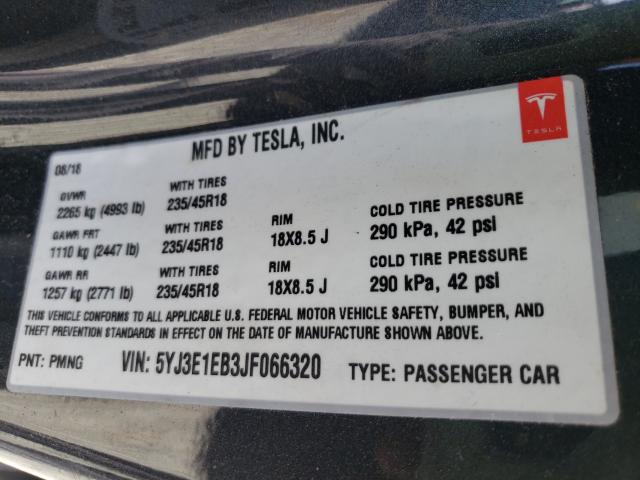 MFD BY TESLA, INC.
TESLA
08/18
GVWR
2265 kg (4993 lb)
WITH TIRES
235/45R18
GAWR FRT
1110 kg (2447 lb)
WITH TIRES
235/45R18
RIM
18X8.5 J
COLD TIRE PRESSURE
290 kPa, 42 psi
GAWR RR
1257 kg (2771 lb)
WITH TIRES
235/45R18
RIM
18X8.5 J
COLD TIRE PRESSURE
290 kPa, 42 psi
THIS VEHICLE CONFORMS TO ALL APPLICABLE U.S. FEDERAL MOTOR VEHICLE SAFETY, BUMPER, AND
THEFT PREVENTION STANDARDS IN EFFECT ON THE DATE OF MANUFACTURE SHOWN ABOVE.
PNT: PMNG VIN: 5YJ3E1EB3JF066320 TYPE: PASSENGER CAR